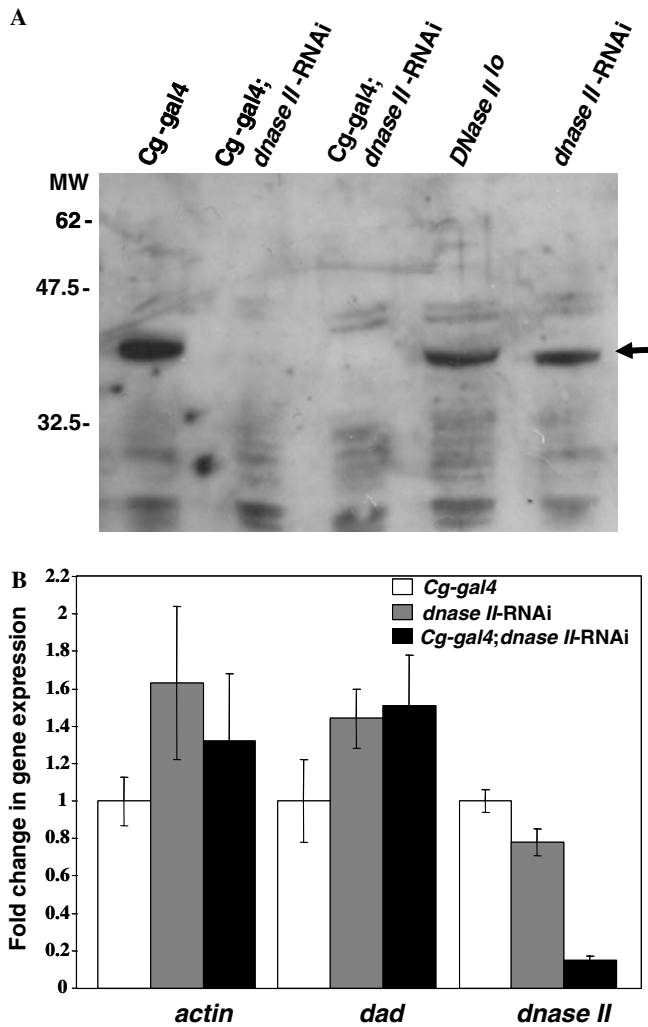 A
Cg-gal4
Cg-gal4;
dnase II-RNAi
Cg-gal4;
dnase II-RNAi
DNase IIlo
dnase II-RNAi
MW
62 -
47.5 -
32.5 -
B
Fold change in gene expression
2.2
2
1.8
1.6
1.4
1.2
1
0.8
0.6
0.4
0.2
0
Cg-gal4
dnase II-RNAi
Cg-gal4;dnase II-RNAi
actin
dad
dnase II